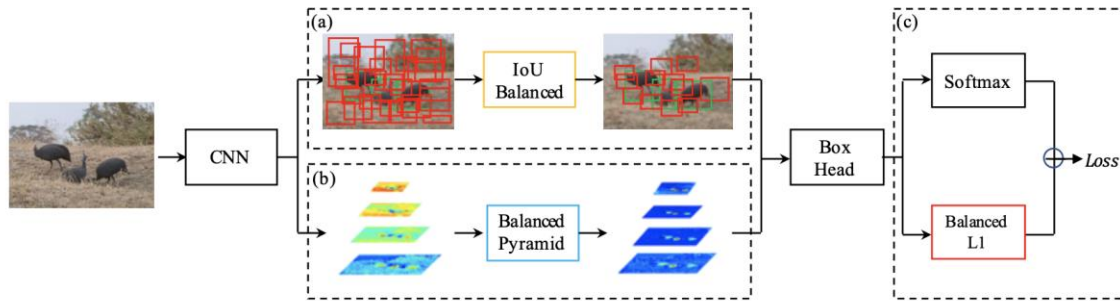 (a)
IoU
Balanced
CNN
(b)
Balanced
Pyramid
Box
Head
(c)
Softmax
Loss
Balanced
L1